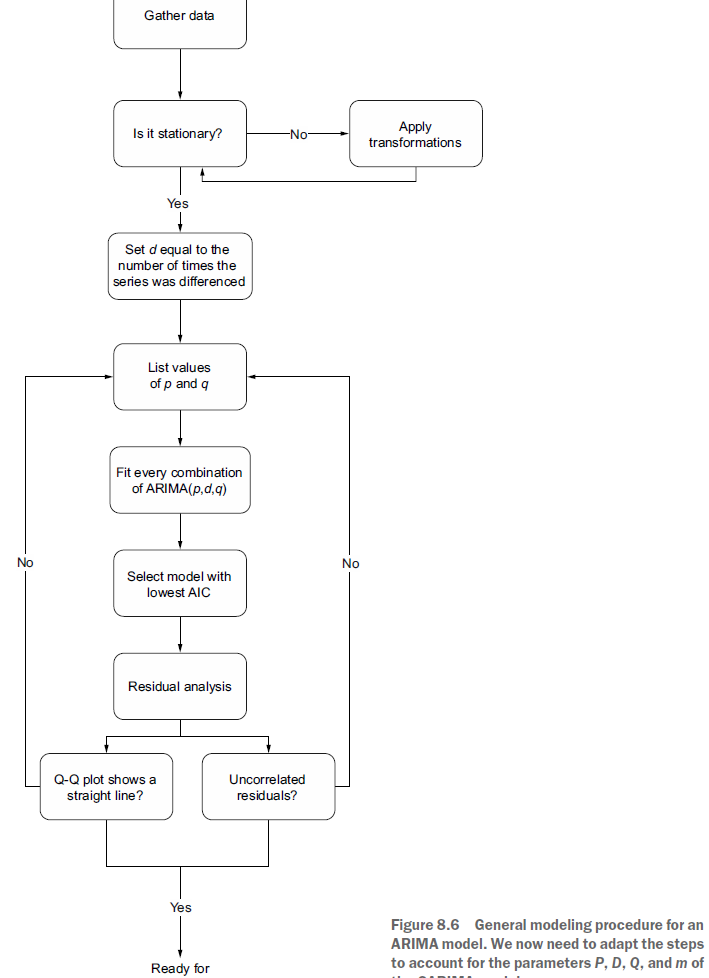 Gather data
Is it stationary?
No
Apply
transformations
Yes
Set d equal to the
number of times the
series was differenced
List values
of p and q
Fit every combination
of ARIMA(p,d,q)
No
No
Select model with
lowest AIC
Residual analysis
Q-Q plot shows a
straight line?
Uncorrelated
residuals?
Yes
Ready for
Figure 8.6 General modeling procedure for an
ARIMA model. We now need to adapt the steps
to account for the parameters P, D, Q, and m of